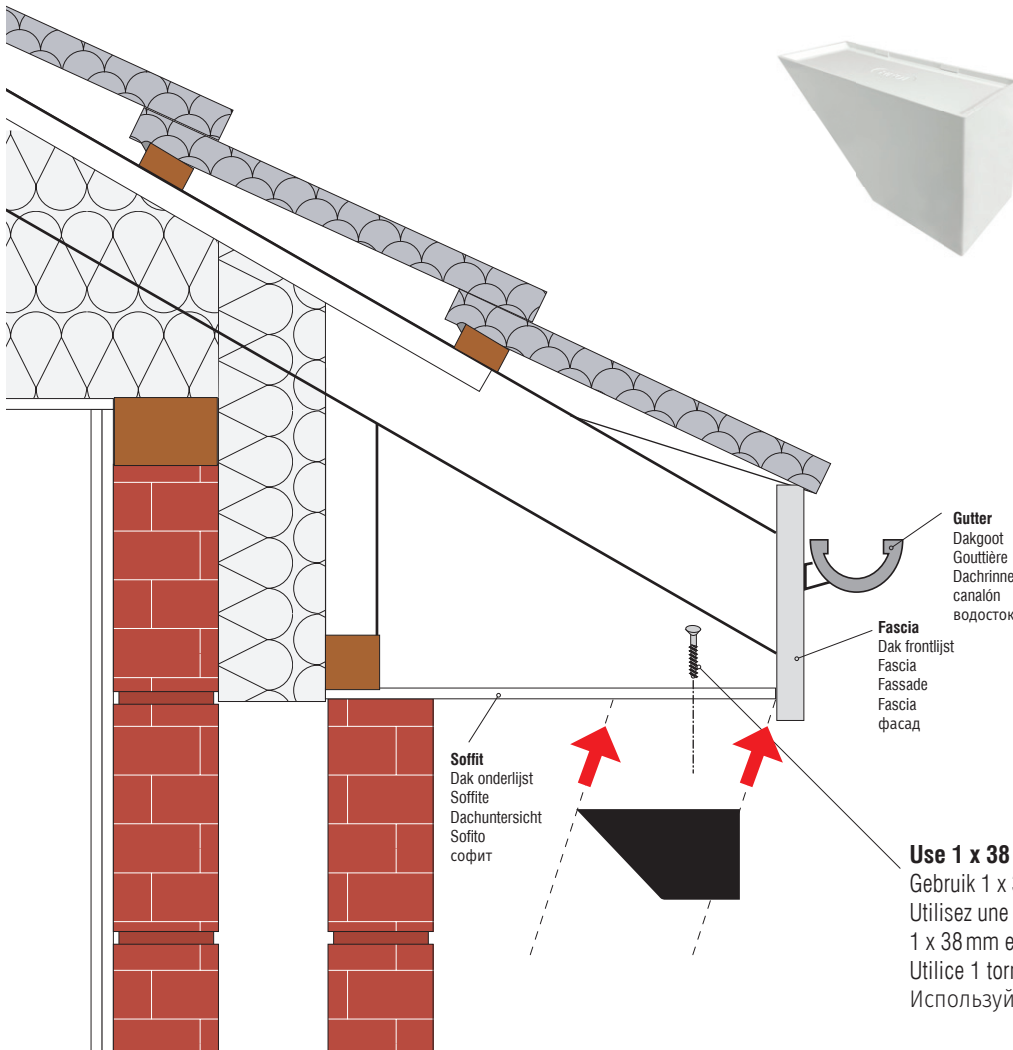 Gutter
Dakgoot
Gouttière
Dachrinne
canalón
водосток
Fascia
Dak frontlijst
Fascia
Fassade
Fascia
фасад
Soffit
Dak onderlijst
Soffite
Dachuntersicht
Sofito
софит
Use 1 x 38
Gebruik 1 x
Utilisez une
1 x 38 mm e
Utilice 1 torn
Используй